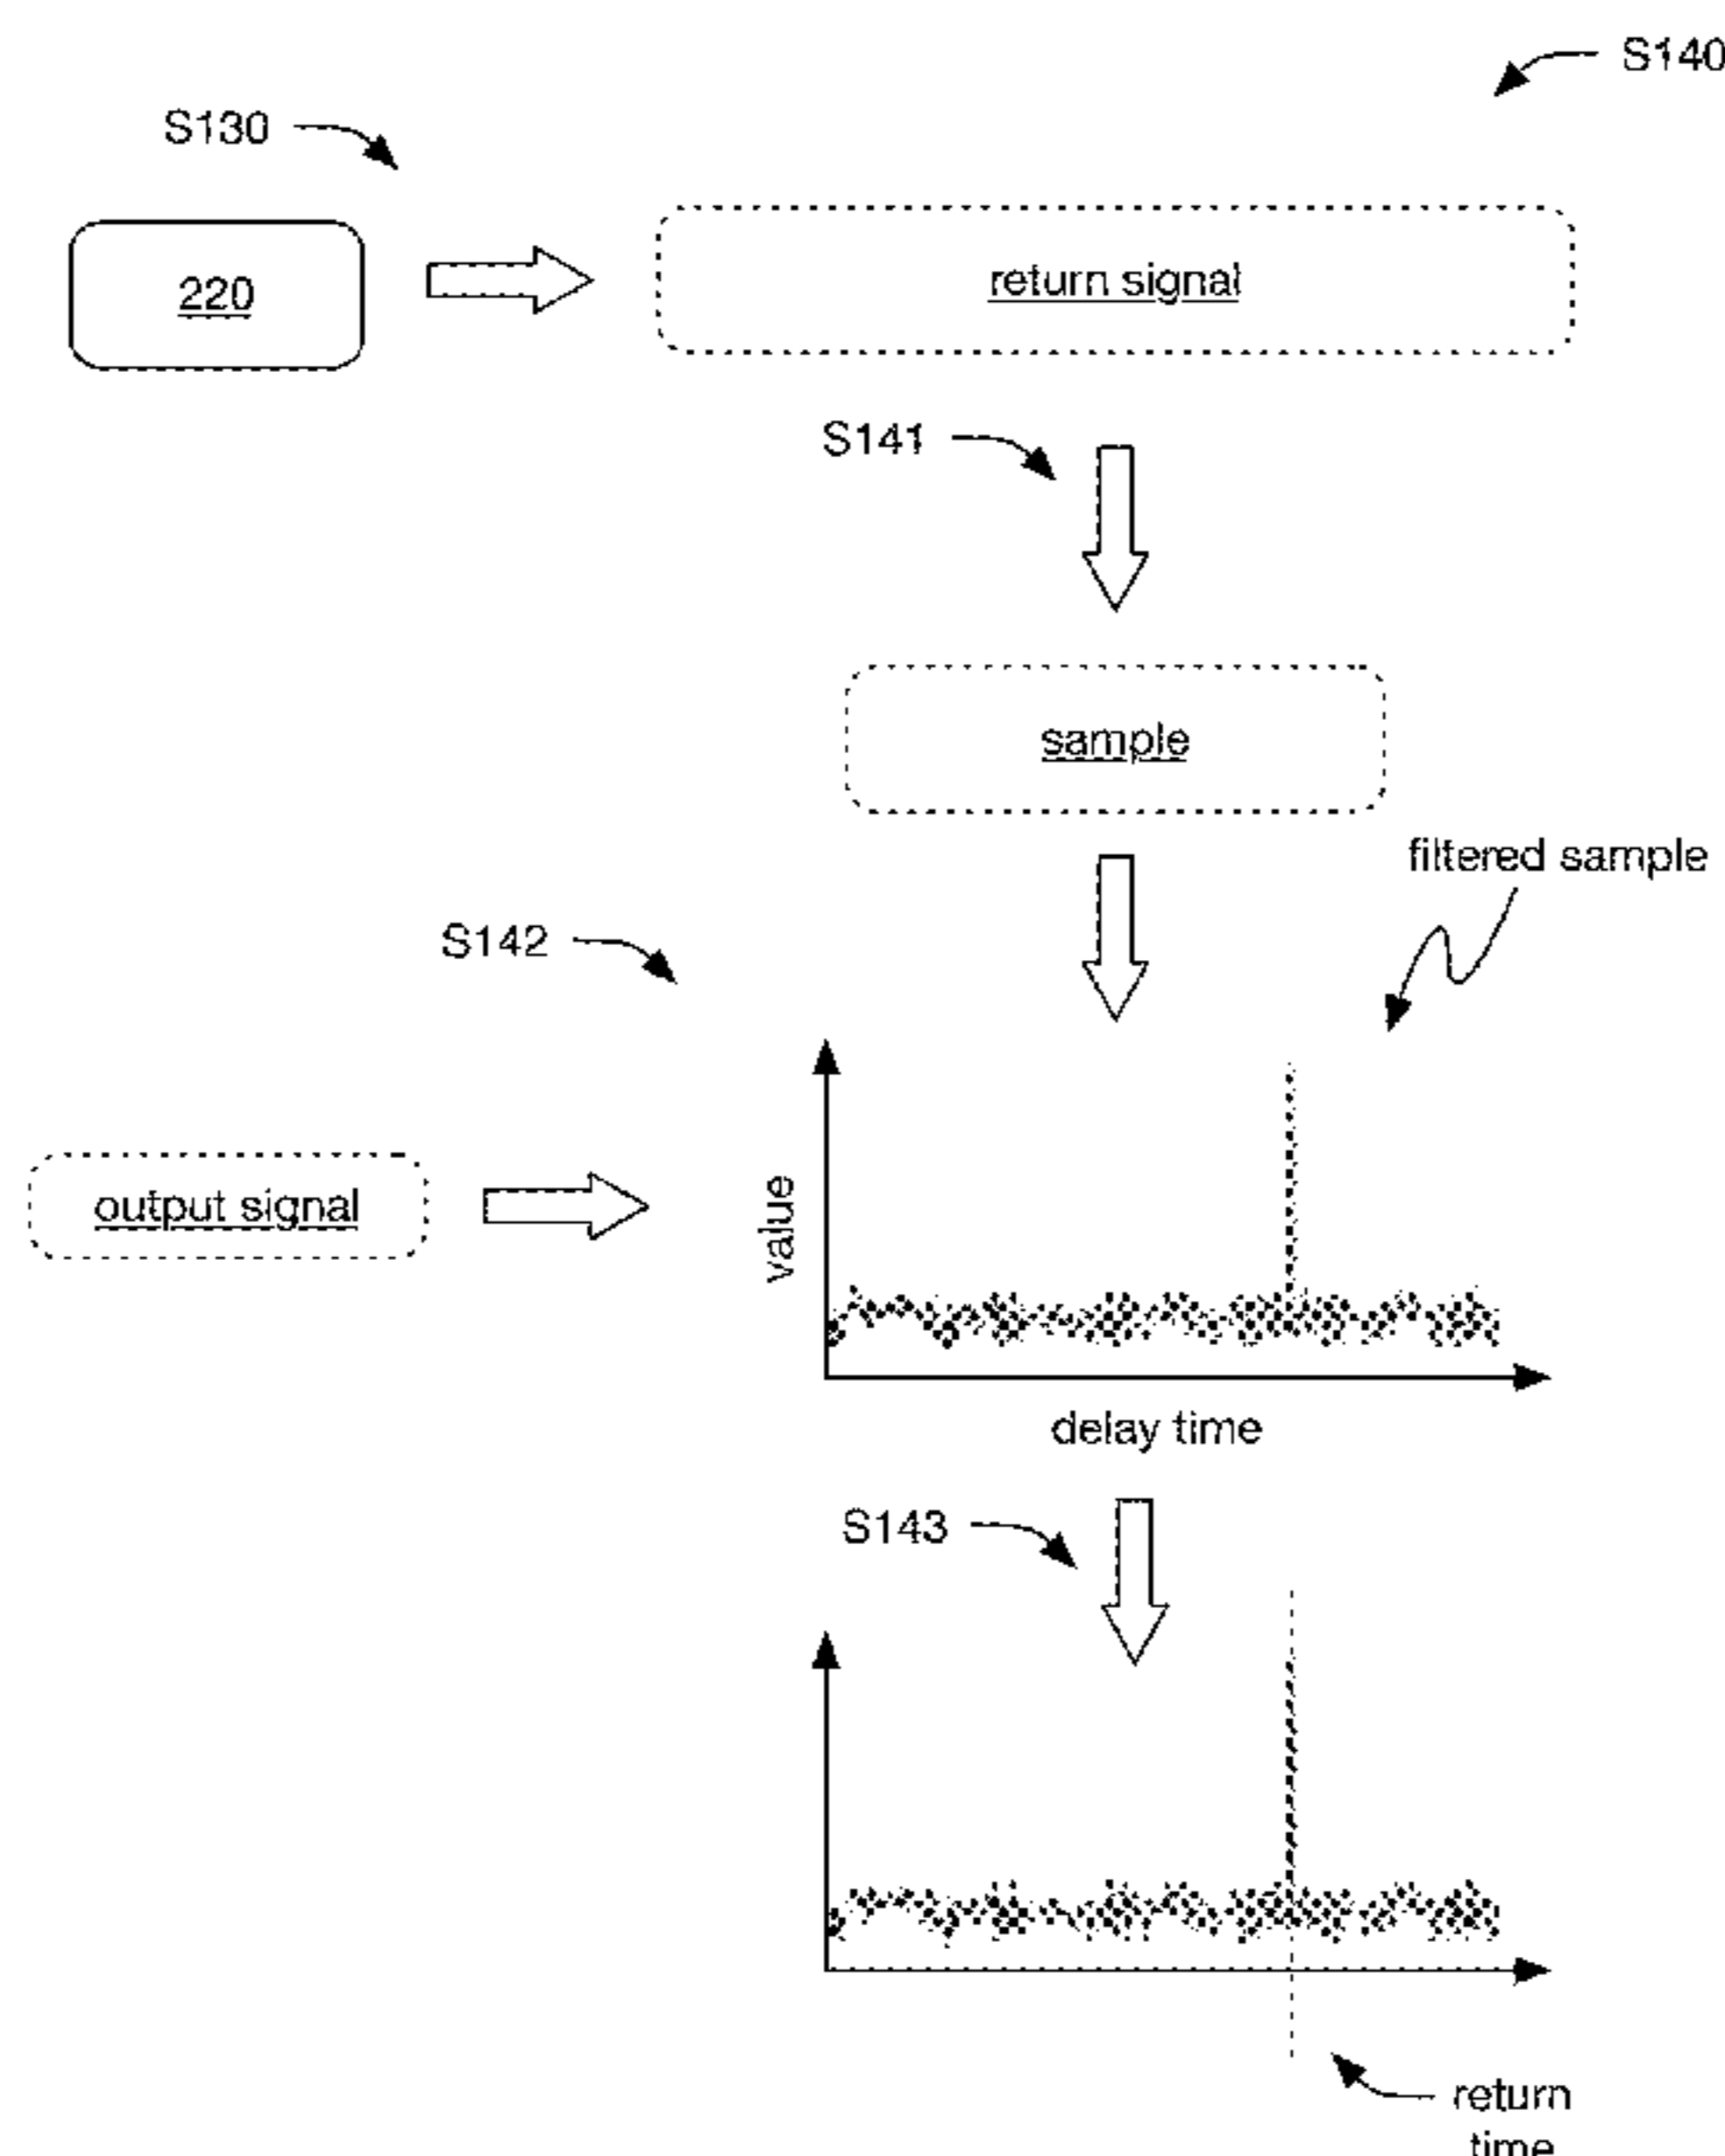 S140
S130
220
return signal
S141
sample
filtered sample
S142
output signal
value
delay time
S143
return
time